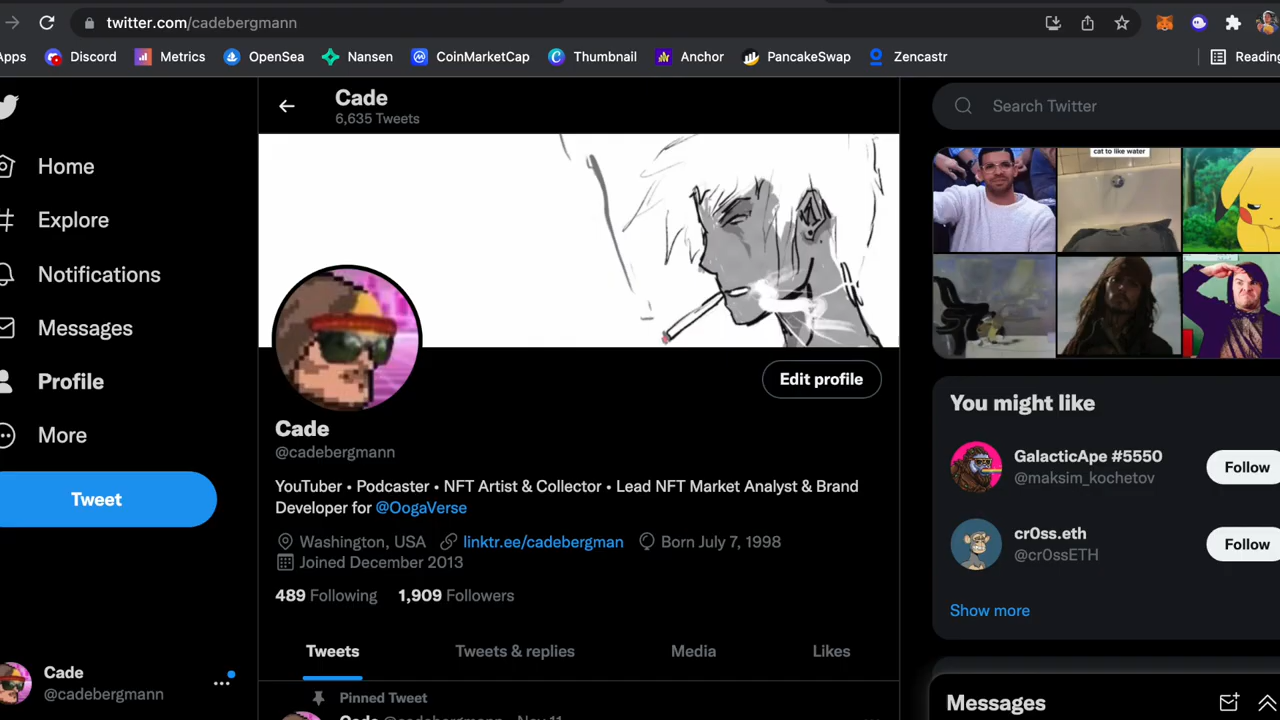 twitter.com/cadebergmann
Apps Discord Metrics OpenSea Nansen CoinMarketCap Thumbnail Anchor PancakeSwap Zencastr Reading
Cade
6,635 Tweets
Search Twitter
cat to like water
Home
Explore
Notifications
Messages
Profile
More
Tweet
Edit profile
Cade
@cadebergmann
YouTuber • Podcaster • NFT Artist & Collector • Lead NFT Market Analyst & Brand
Developer for @OogaVerse
Washington, USA linktr.ee/cadebergman Born July 7, 1998
Joined December 2013
489 Following 1,909 Followers
Tweets Tweets & replies Media Likes
Pinned Tweet
Cade @cadebergmann · Nov 11
You might like
GalacticApe #5550
@maksim_kochetov
Follow
cr0ss.eth
@cr0ssETH
Follow
Show more
Cade
@cadebergmann
Messages